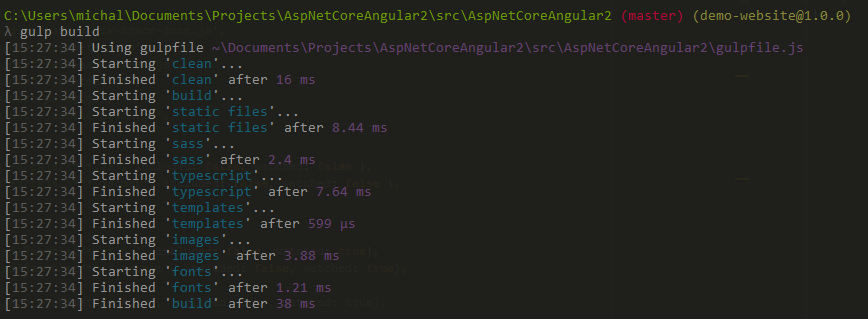 C:\Users\michal\Documents\Projects\AspNetCoreAngular2\src\AspNetCoreAngular2 (master) (demo-website@1.0.0)
λ gulp build
[15:27:34] Using gulpfile ~\Documents\Projects\AspNetCoreAngular2\src\AspNetCoreAngular2\gulpfile.js
[15:27:34] Starting 'clean'...
[15:27:34] Finished 'clean' after 16 ms
[15:27:34] Starting 'build'...
[15:27:34] Starting 'static files'...
[15:27:34] Finished 'static files' after 8.44 ms
[15:27:34] Starting 'sass'...
[15:27:34] Finished 'sass' after 2.4 ms
[15:27:34] Starting 'typescript'...
[15:27:34] Finished 'typescript' after 7.64 ms
[15:27:34] Starting 'templates'...
[15:27:34] Finished 'templates' after 599 μs
[15:27:34] Starting 'images'...
[15:27:34] Finished 'images' after 3.88 ms
[15:27:34] Starting 'fonts'...
[15:27:34] Finished 'fonts' after 1.21 ms
[15:27:34] Finished 'build' after 38 ms